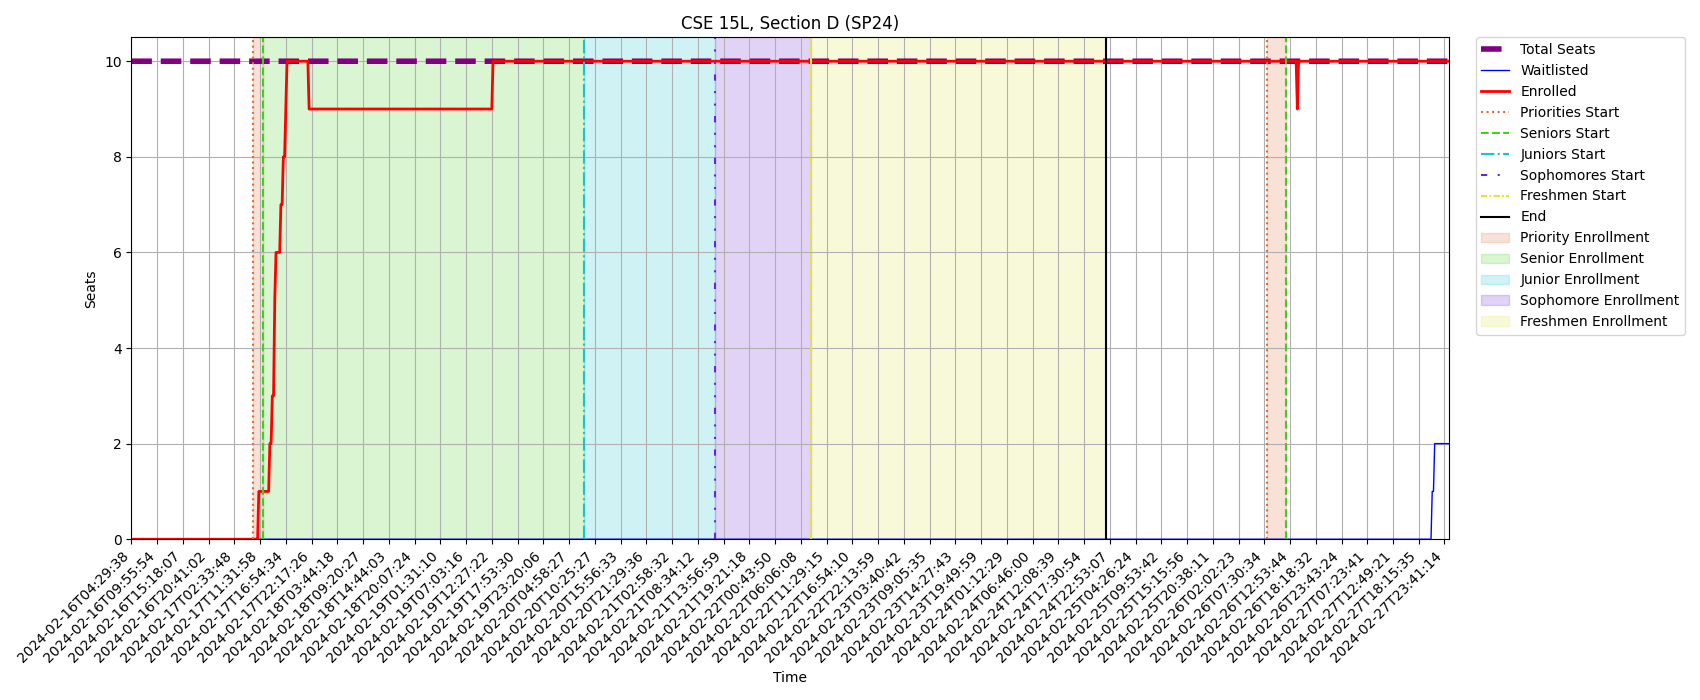 CSE 15L, Section D (SP24)
Seats
10
8
6
4
2
0
2024-02-16T04:29:38
2024-02-16T09:55:54
2024-02-16T15:18:07
2024-02-16T20:41:02
2024-02-17T02:33:48
2024-02-17T11:31:58
2024-02-17T16:54:34
2024-02-17T22:17:26
2024-02-18T03:44:18
2024-02-18T09:20:27
2024-02-18T14:44:03
2024-02-18T20:07:24
2024-02-19T01:31:10
2024-02-19T07:03:16
2024-02-19T12:27:22
2024-02-19T17:53:30
2024-02-19T23:20:06
2024-02-20T04:58:27
2024-02-20T10:25:27
2024-02-20T15:56:33
2024-02-20T21:29:36
2024-02-21T02:58:32
2024-02-21T08:34:12
2024-02-21T13:56:59
2024-02-21T19:21:18
2024-02-22T00:43:50
2024-02-22T06:06:08
2024-02-22T11:29:15
2024-02-22T16:54:10
2024-02-22T22:13:59
2024-02-23T03:40:42
2024-02-23T09:05:35
2024-02-23T14:27:43
2024-02-23T19:49:59
2024-02-24T01:12:29
2024-02-24T06:46:00
2024-02-24T12:08:39
2024-02-24T17:30:54
2024-02-24T22:53:07
2024-02-25T04:26:24
2024-02-25T09:53:42
2024-02-25T15:15:56
2024-02-25T20:38:11
2024-02-26T02:02:23
2024-02-26T07:30:34
2024-02-26T12:53:44
2024-02-26T18:18:32
2024-02-26T23:43:24
2024-02-27T07:23:41
2024-02-27T12:49:21
2024-02-27T18:15:35
2024-02-27T23:41:14
Time
Total Seats
Waitlisted
Enrolled
Priorities Start
Seniors Start
Juniors Start
Sophomores Start
Freshmen Start
End
Priority Enrollment
Senior Enrollment
Junior Enrollment
Sophomore Enrollment
Freshmen Enrollment